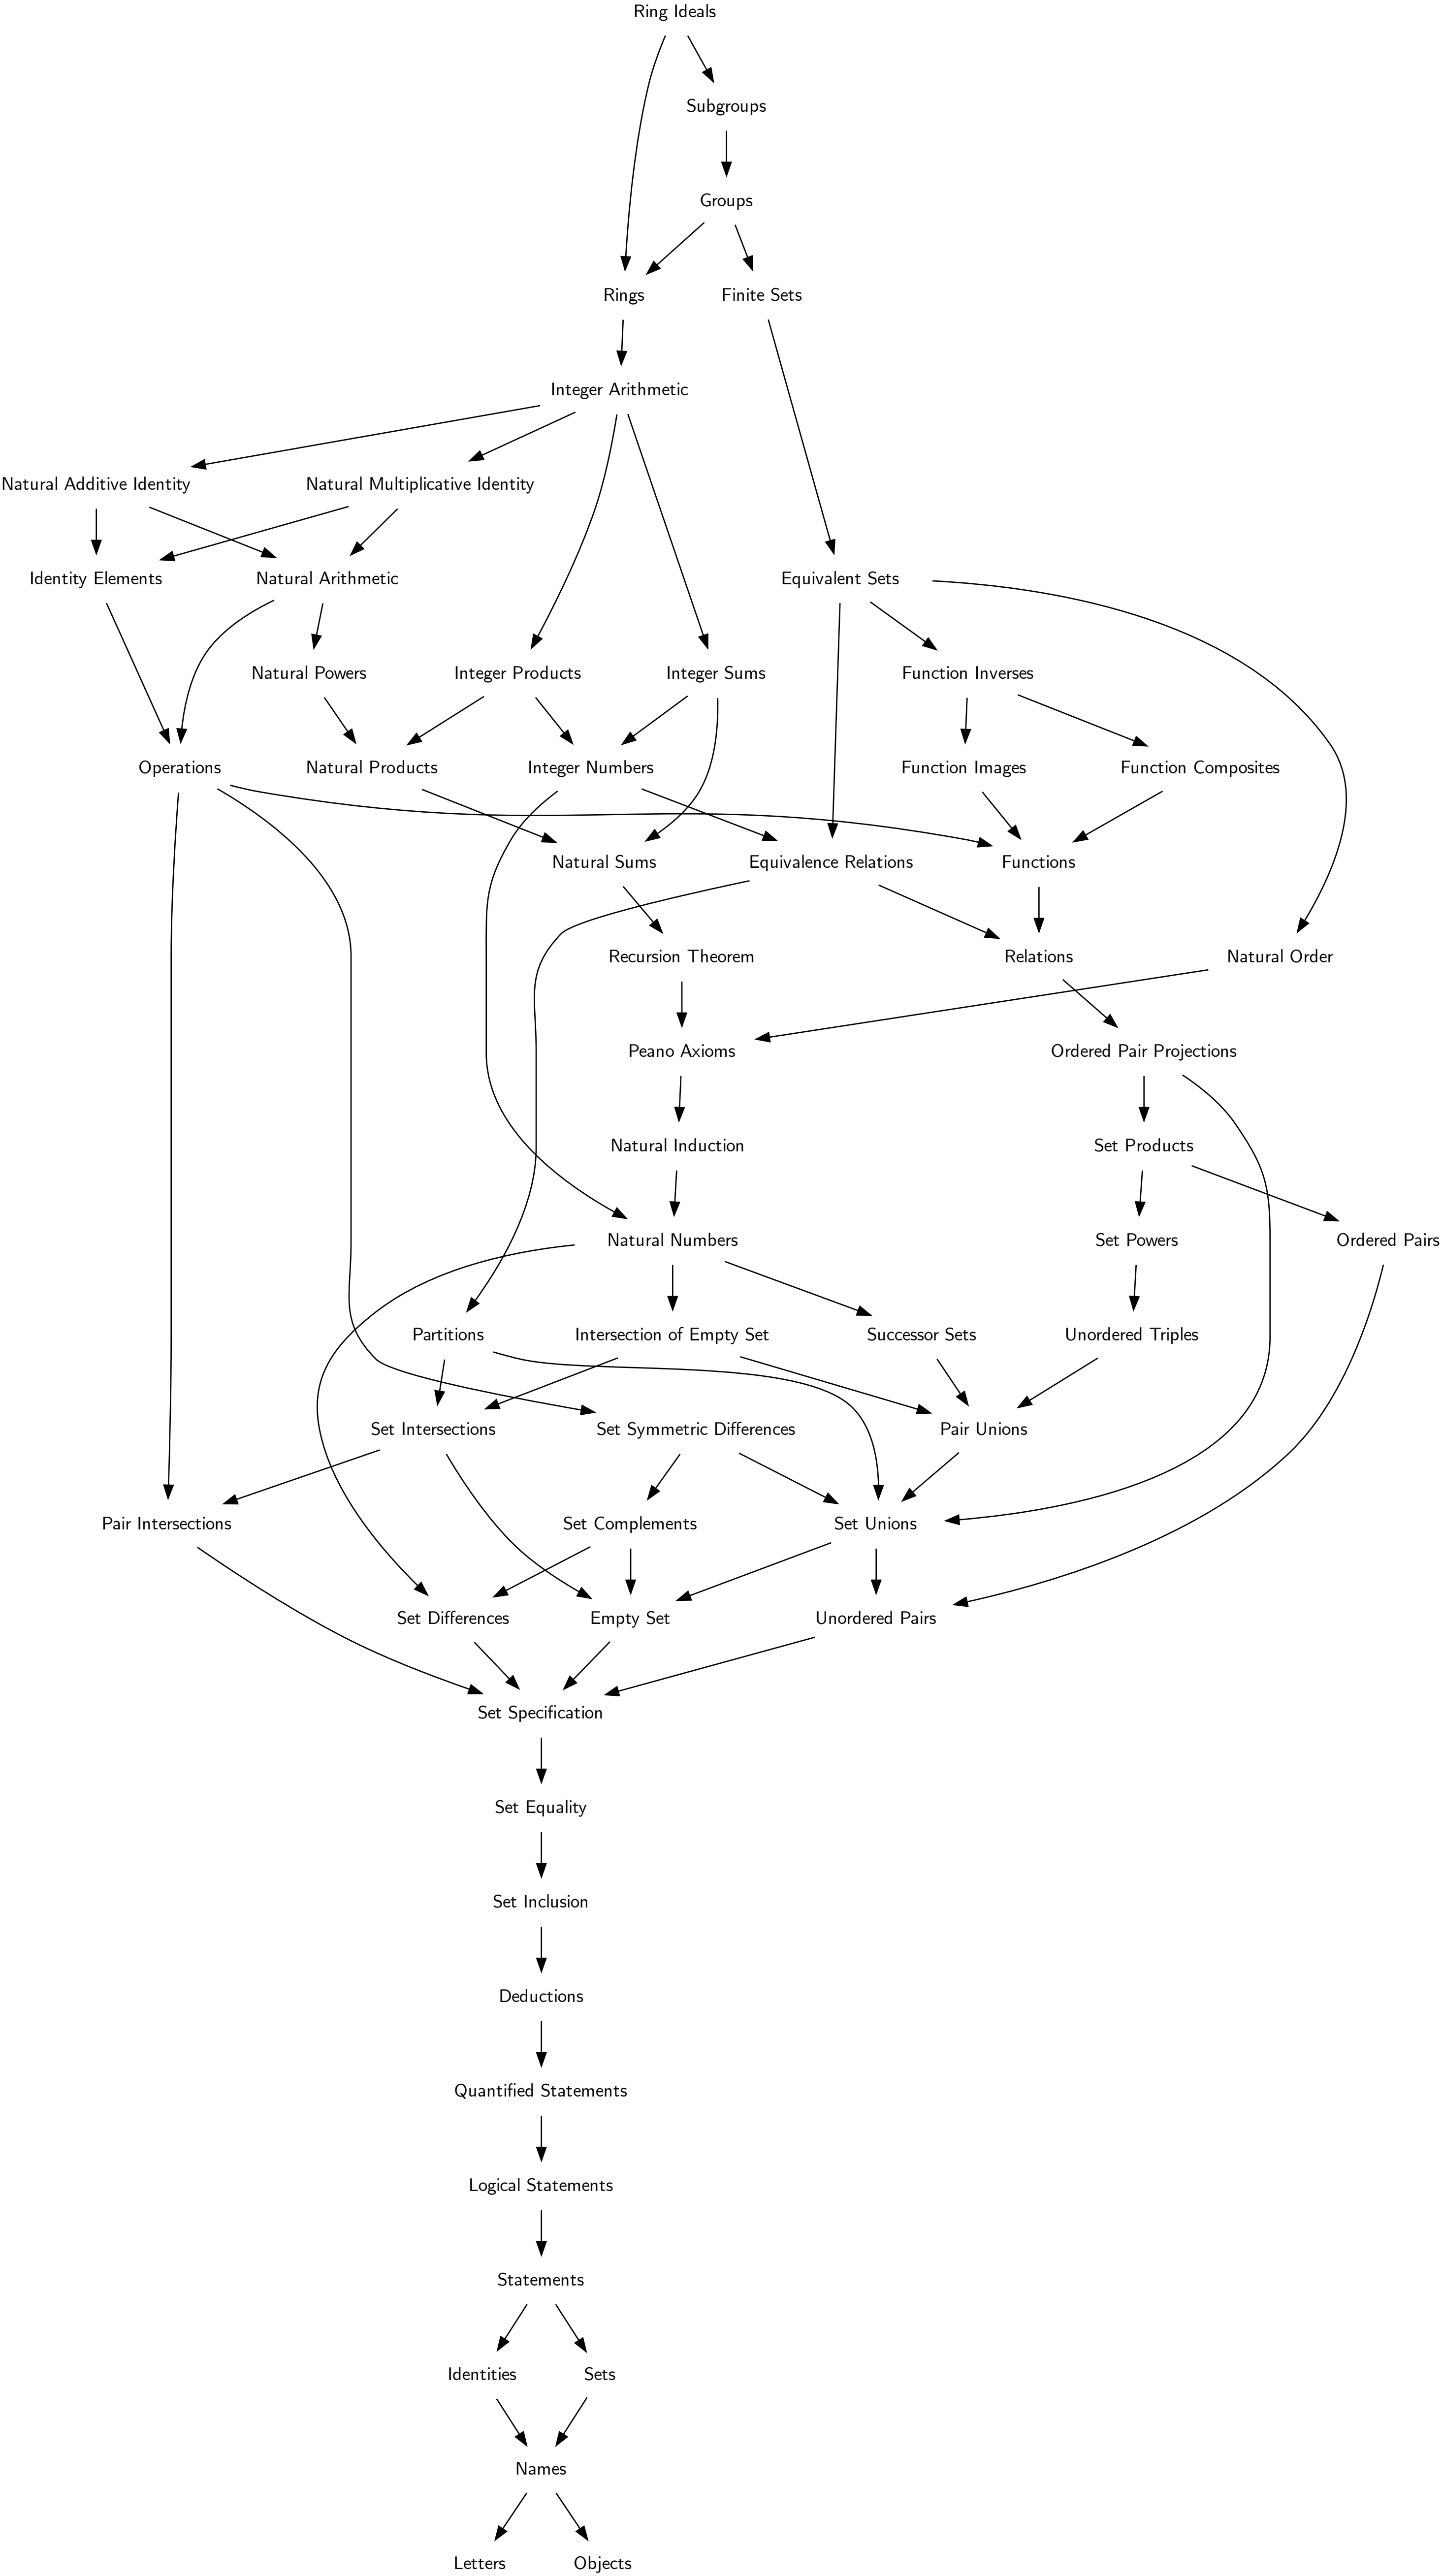 Ring Ideals
Subgroups
Groups
Rings
Finite Sets
Integer Arithmetic
Natural Additive Identity
Natural Multiplicative Identity
Identity Elements
Natural Arithmetic
Equivalent Sets
Natural Powers
Integer Products
Integer Sums
Function Inverses
Operations
Natural Products
Integer Numbers
Function Images
Function Composites
Natural Sums
Equivalence Relations
Functions
Recursion Theorem
Relations
Natural Order
Peano Axioms
Ordered Pair Projections
Natural Induction
Set Products
Natural Numbers
Set Powers
Ordered Pairs
Partitions
Intersection of Empty Set
Successor Sets
Unordered Triples
Set Intersections
Set Symmetric Differences
Pair Unions
Pair Intersections
Set Complements
Set Unions
Set Differences
Empty Set
Unordered Pairs
Set Specification
Set Equality
Set Inclusion
Deductions
Quantified Statements
Logical Statements
Statements
Identities
Sets
Names
Letters
Objects